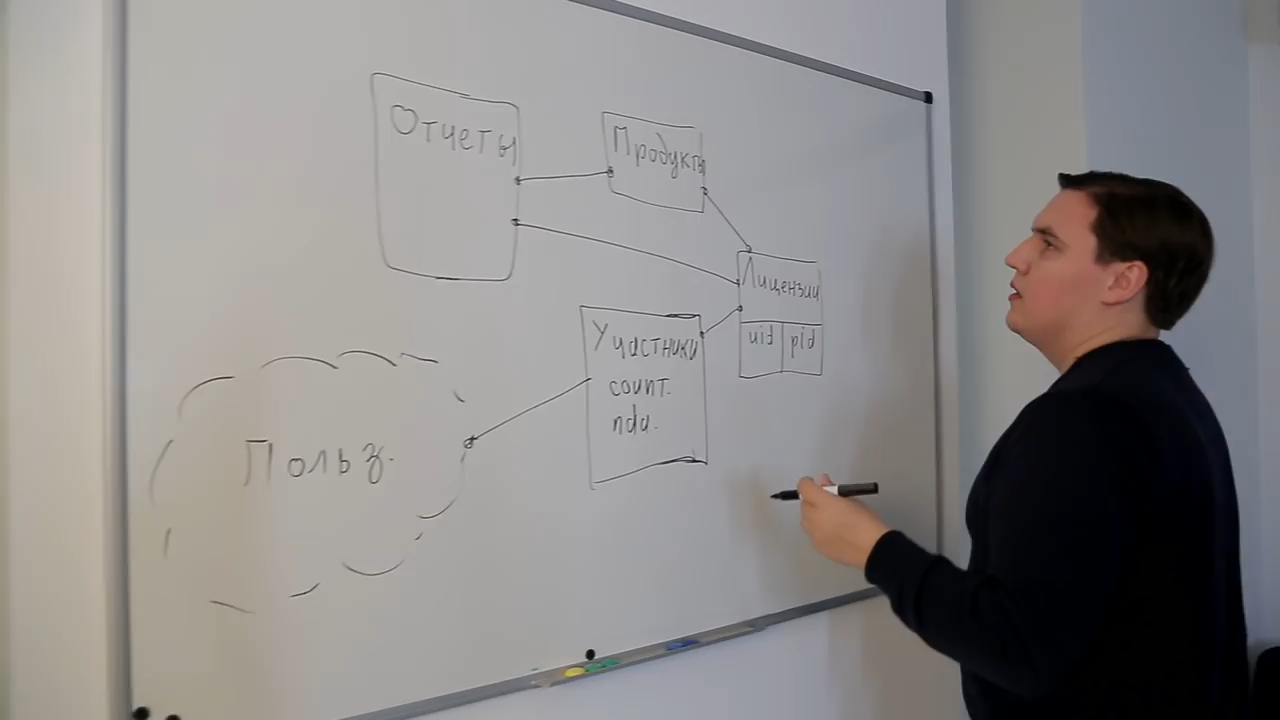 Отчеты
Продукты
Лицензии
uid pid
Участники
count.
nda.
Польз.